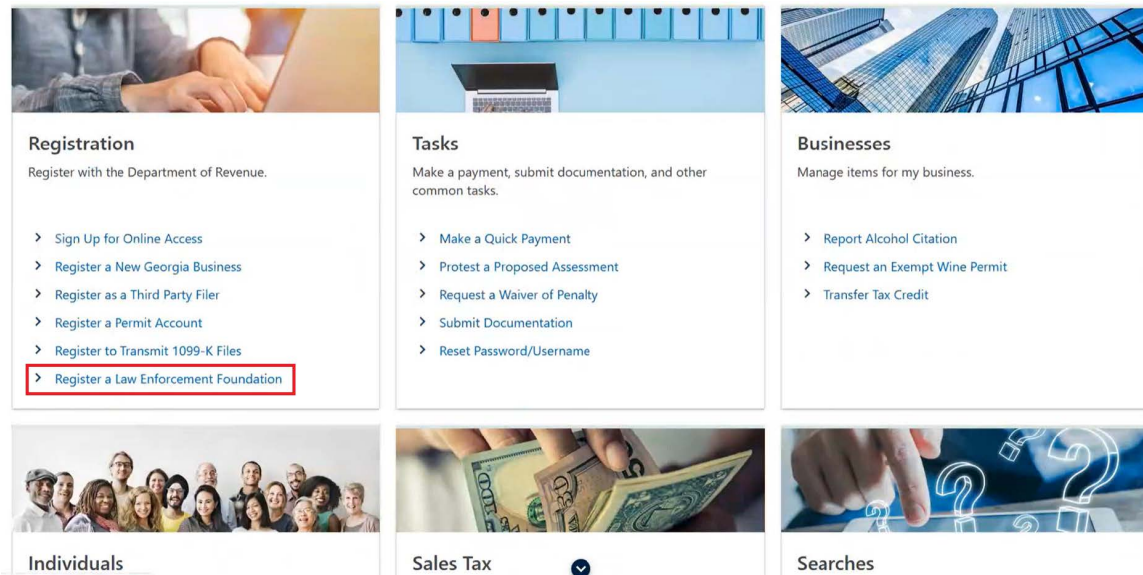 Registration
Register with the Department of Revenue.
Sign Up for Online Access
Register a New Georgia Business
Register as a Third Party Filer
Register a Permit Account
Register to Transmit 1099-K Files
Register a Law Enforcement Foundation
Tasks
Make a payment, submit documentation, and other
common tasks.
Make a Quick Payment
Protest a Proposed Assessment
Request a Waiver of Penalty
Submit Documentation
Reset Password/Username
Businesses
Manage items for my business.
Report Alcohol Citation
Request an Exempt Wine Permit
Transfer Tax Credit
Individuals
Sales Tax
Searches